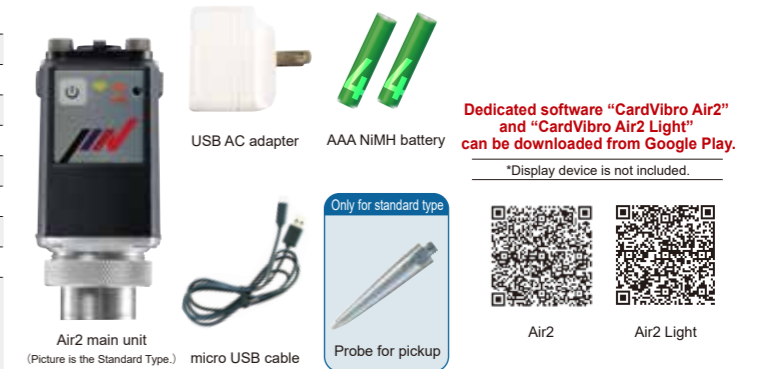 USB AC adapter
4 4
AAA NiMH battery
Dedicated software “CardVibro Air2”
and “CardVibro Air2 Light”
can be downloaded from Google Play.
*Display device is not included.
Air2 main unit
(Picture is the Standard Type.)
micro USB cable
Only for standard type
Probe for pickup
Air2
Air2 Light